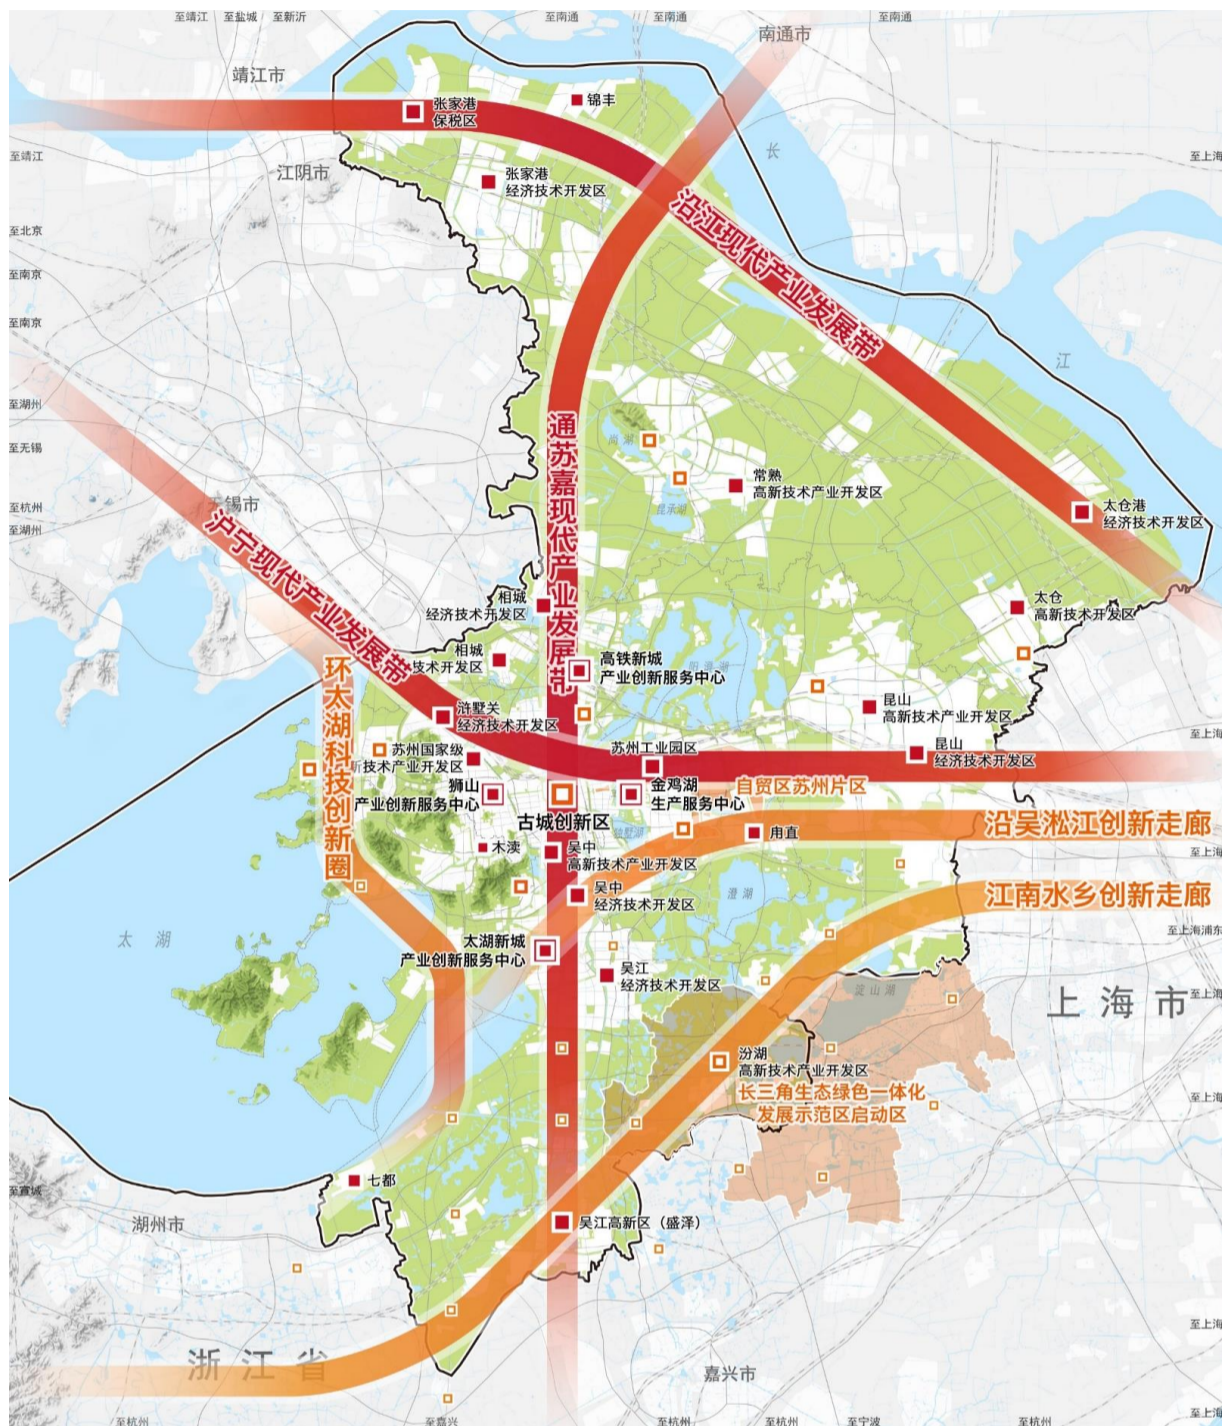 至靖江
至盐城
至新沂
至南通
至南通
至南通
南通市
靖江市
张家港
保税区
锦丰
长
至靖江
至上海
江阴市
张家港
经济技术开发区
沿江现代产业发展带
至北京
至南京
至南京
江
至湖州
通苏嘉现代产业发展带
尚湖
至无锡
常熟
高新技术产业开发区
无锡市
至杭州
昆承湖
太仓港
经济技术开发区
至湖州
沪宁现代产业发展带
相城
经济技术开发区
太仓
高新技术产业开发区
相城
技术开发区
高铁新城
产业创新服务中心
阳澄湖
环太湖科技创新圈
浒墅关
经济技术开发区
昆山
高新技术产业开发区
至上海
苏州国家级
新技术产业开发区
苏州工业园区
昆山
经济技术开发区
狮山
产业创新服务中心
金鸡湖
生产服务中心
自贸区苏州片区
古城创新区
独墅湖
沿吴淞江创新走廊
甪直
木渎
吴中
高新技术产业开发区
至上海
吴中
经济技术开发区
澄湖
江南水乡创新走廊
太湖
太湖新城
产业创新服务中心
至上海浦东
吴江
经济技术开发区
淀山湖
上海市
至上海
汾湖
高新技术产业开发区
长三角生态绿色一体化
发展示范区启动区
至上海
七都
至宣城
至上海
湖州市
吴江高新区（盛泽）
至上海
浙江省
嘉兴市
至杭州
至嘉兴
至杭州
至杭州
至宁波
至杭州
至上海